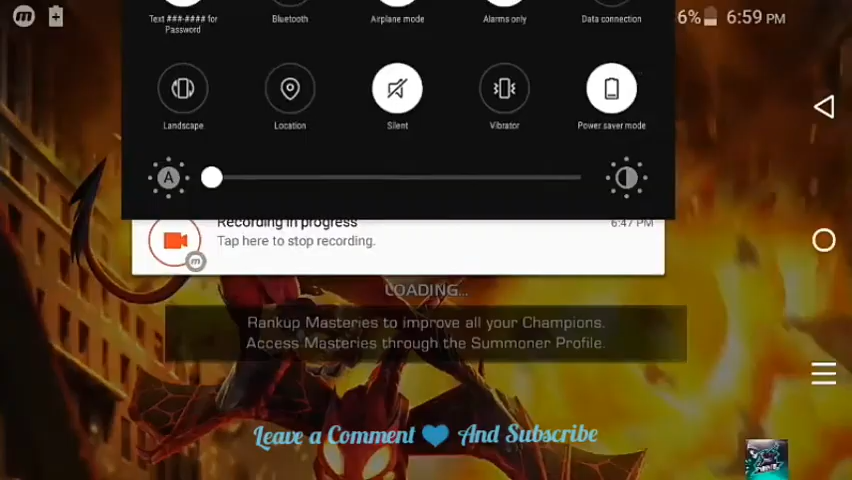 6% 6:59 PM
Text ###-#### for
Password
Bluetooth
Airplane mode
Alarms only
Data connection
Landscape
Location
Silent
Vibrator
Power saver mode
A
Recording in progress
6:47 PM
Tap here to stop recording.
LOADING...
Rankup Masteries to improve all your Champions.
Access Masteries through the Summoner Profile.
Leave a Comment And Subscribe